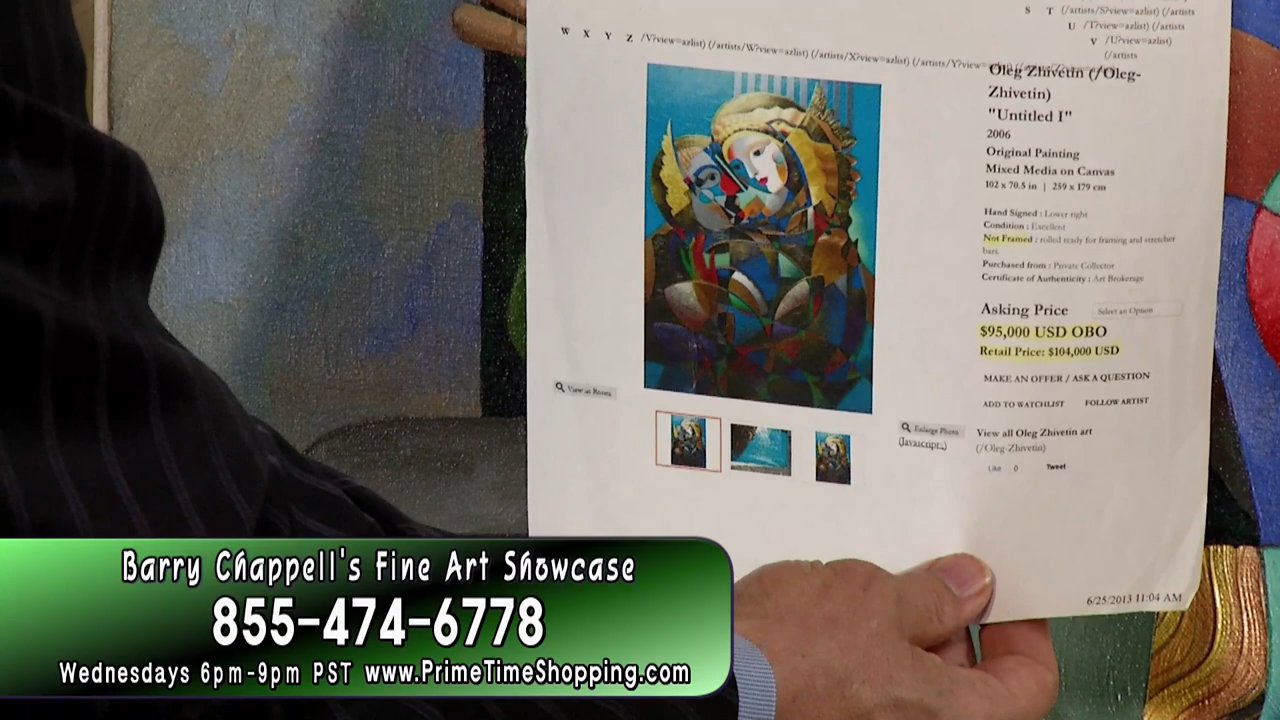 S T (/artists/S?view=azlist) (/artists
U /T?view=azlist) (/artists
V /U?view=azlist)
(/artists
W X Y Z /V?view=azlist) (/artists/W?view=azlist) (/artists/X?view=azlist) (/artists/Y?view=azlist)
Oleg Zhivetin (/Oleg-
Zhivetin)
"Untitled I"
2006
Original Painting
Mixed Media on Canvas
102 x 70.5 in | 259 x 179 cm
Hand Signed : Lower right
Condition : Excellent
Not Framed : rolled ready for framing and stretcher
bars.
Purchased from : Private Collector
Certificate of Authenticity : Art Brokerage
Asking Price Select an Option
$95,000 USD OBO
Retail Price: $104,000 USD
MAKE AN OFFER / ASK A QUESTION
ADD TO WATCHLIST FOLLOW ARTIST
View as Room
Enlarge Photo
(Javascript:;)
View all Oleg Zhivetin art
(/Oleg-Zhivetin)
Like 0 Tweet
6/25/2013 11:04 AM
Barry Chappell's Fine Art Showcase
855-474-6778
Wednesdays 6pm-9pm PST www.PrimeTimeShopping.com